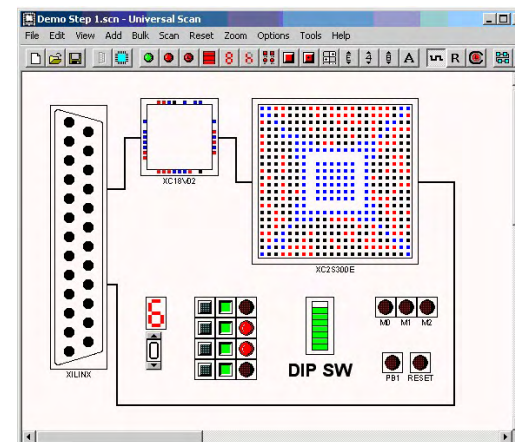 Demo Step 1.scn - Universal Scan
File Edit View Add Bulk Scan Reset Zoom Options Tools Help
A R
XC18V02
XC2S300E
6
0
M0 M1 M2
DIP SW
PB1 RESET
XILINX